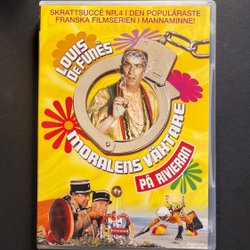 SKRATTSUCCÉ NR. 4 I DEN POPULÄRASTE
FRANSKA FILMSERIEN I MANNAMINNE!
LOUIS
DE FUNÈS
MORALENS VÄKTARE
PÅ RIVIERAN